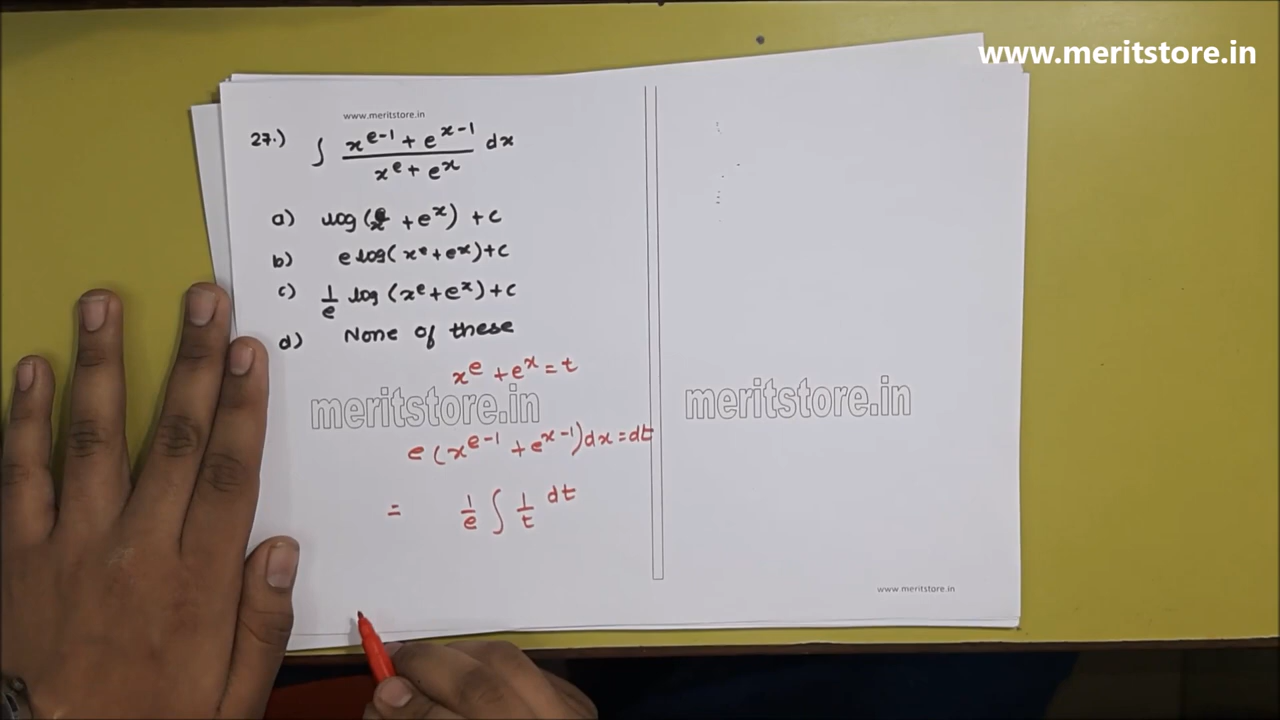 www.meritstore.in
www.meritstore.in
27.) ∫ x^(e-1) + e^(x-1) / x^e + e^x dx
a) log( + e^x) + c
b) e log(x^e + e^x) + c
c) 1/e log(x^e + e^x) + c
d) None of these
x^e + e^x = t
meritstore.in
meritstore.in
e(x^(e-1) + e^(x-1))dx = dt
= 1/e ∫ 1/t dt
www.meritstore.in